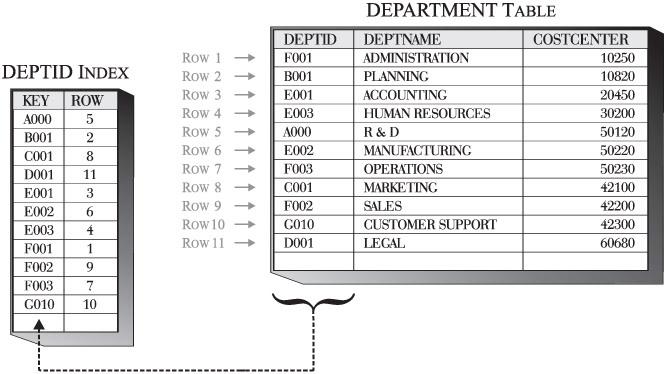 DEPARTMENT TABLE
DEPTID DEPTNAME COSTCENTER
ROW 1 F001 ADMINISTRATION 10250
ROW 2 B001 PLANNING 10820
ROW 3 E001 ACCOUNTING 20450
ROW 4 E003 HUMAN RESOURCES 30200
ROW 5 A000 R & D 50120
ROW 6 E002 MANUFACTURING 50220
ROW 7 F003 OPERATIONS 50230
ROW 8 C001 MARKETING 42100
ROW 9 F002 SALES 42200
ROW10 G010 CUSTOMER SUPPORT 42300
ROW11 D001 LEGAL 60680
DEPTID INDEX
KEY ROW
A000 5
B001 2
C001 8
D001 11
E001 3
E002 6
E003 4
F001 1
F002 9
F003 7
G010 10